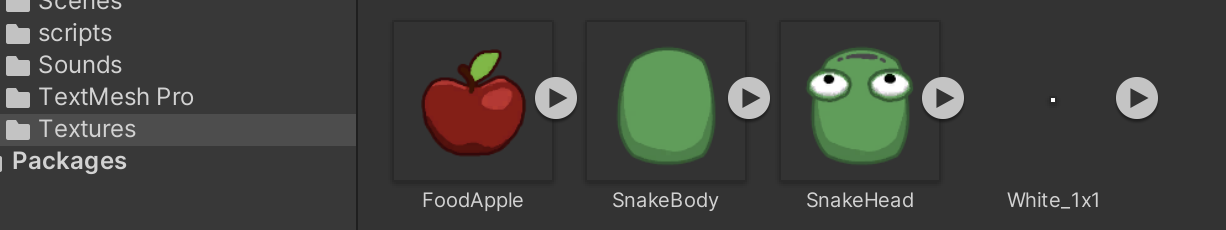 Scenes
scripts
Sounds
TextMesh Pro
Textures
Packages
FoodApple
SnakeBody
SnakeHead
White_1x1